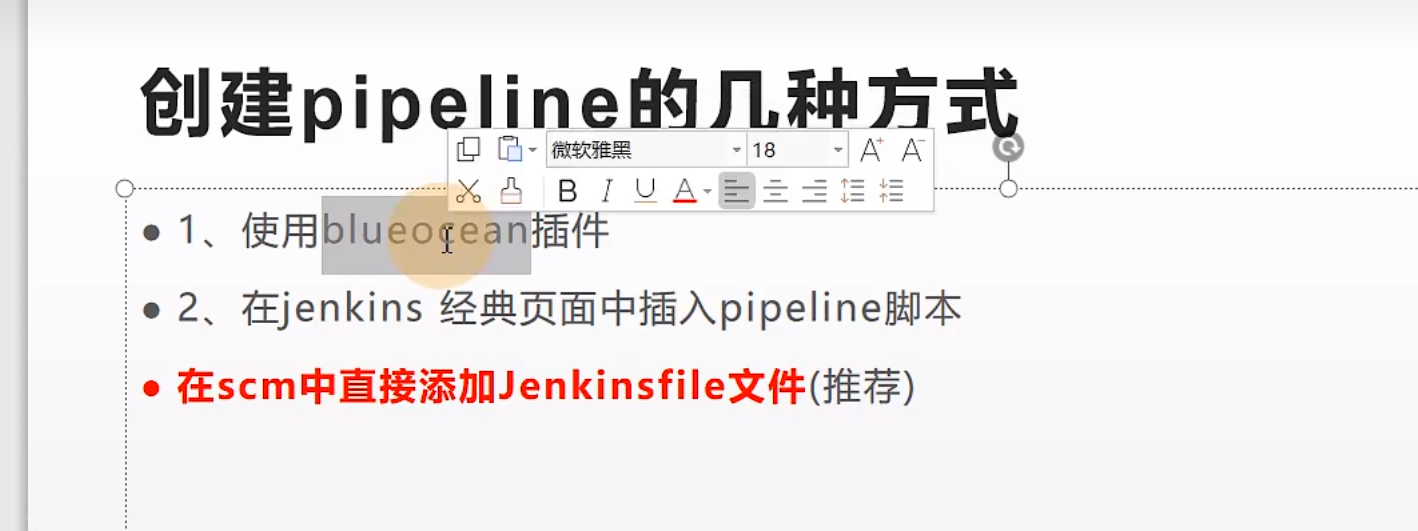 创建pipeline的几种方式
微软雅黑 18 A+ A-
B I U A
• 1、使用blueocean插件
• 2、在jenkins 经典页面中插入pipeline脚本
• 在scm中直接添加Jenkinsfile文件(推荐)